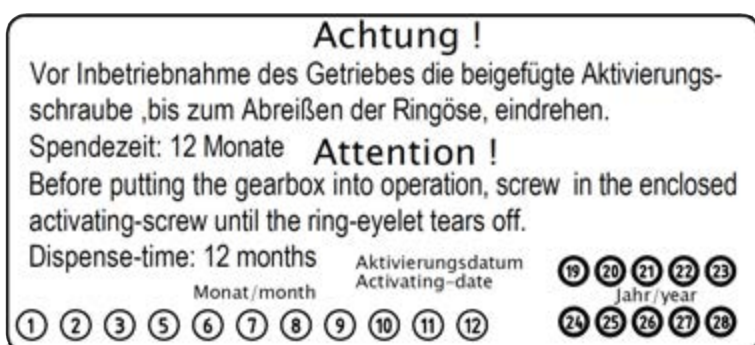 Achtung !
Vor Inbetriebnahme des Getriebes die beigefügte Aktivierungs-
schraube ,bis zum Abreißen der Ringöse, eindrehen.
Spendezeit: 12 Monate
Attention !
Before putting the gearbox into operation, screw in the enclosed
activating-screw until the ring-eyelet tears off.
Dispense-time: 12 months
Aktivierungsdatum
Activating-date
Monat/month
1 2 3 5 6 7 8 9 10 11 12
19 20 21 22 23
Jahr/year
24 25 26 27 28